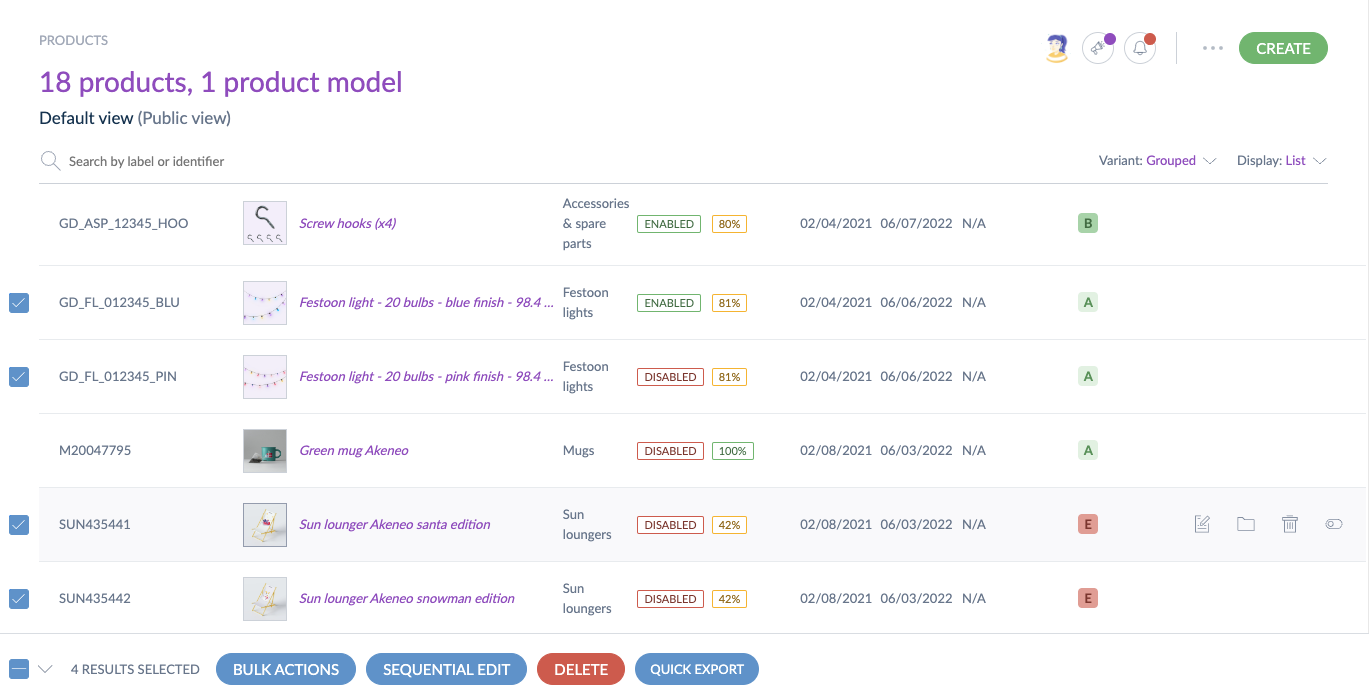 PRODUCTS
CREATE
18 products, 1 product model
Default view (Public view)
Search by label or identifier
Variant: Grouped
Display: List
GD_ASP_12345_HOO Screw hooks (x4) Accessories & spare parts ENABLED 80% 02/04/2021 06/07/2022 N/A B
GD_FL_012345_BLU Festoon light - 20 bulbs - blue finish - 98.4 ... Festoon lights ENABLED 81% 02/04/2021 06/06/2022 N/A A
GD_FL_012345_PIN Festoon light - 20 bulbs - pink finish - 98.4 ... Festoon lights DISABLED 81% 02/04/2021 06/06/2022 N/A A
M20047795 Green mug Akeneo Mugs DISABLED 100% 02/08/2021 06/03/2022 N/A A
SUN435441 Sun lounger Akeneo santa edition Sun loungers DISABLED 42% 02/08/2021 06/03/2022 N/A E
SUN435442 Sun lounger Akeneo snowman edition Sun loungers DISABLED 42% 02/08/2021 06/03/2022 N/A E
4 RESULTS SELECTED BULK ACTIONS SEQUENTIAL EDIT DELETE QUICK EXPORT